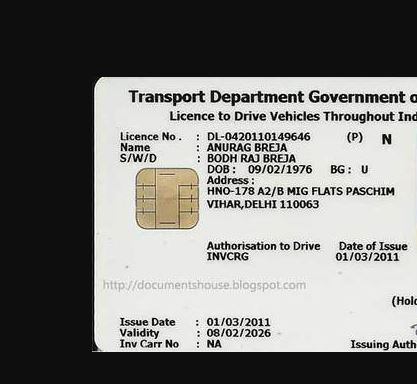 Transport Department Government o
Licence to Drive Vehicles Throughout Ind
Licence No. : DL-0420110149646 (P) N
Name : ANURAG BREJA
S/W/D : BODH RAJ BREJA
DOB : 09/02/1976 BG : U
Address :
HNO-178 A2/B MIG FLATS PASCHIM
VIHAR,DELHI 110063
Authorisation to Drive Date of Issue
INVCRG 01/03/2011
http://documentshouse.blogspot.com
(Hold
Issue Date : 01/03/2011
Validity : 08/02/2026
Inv Carr No : NA Issuing Auth